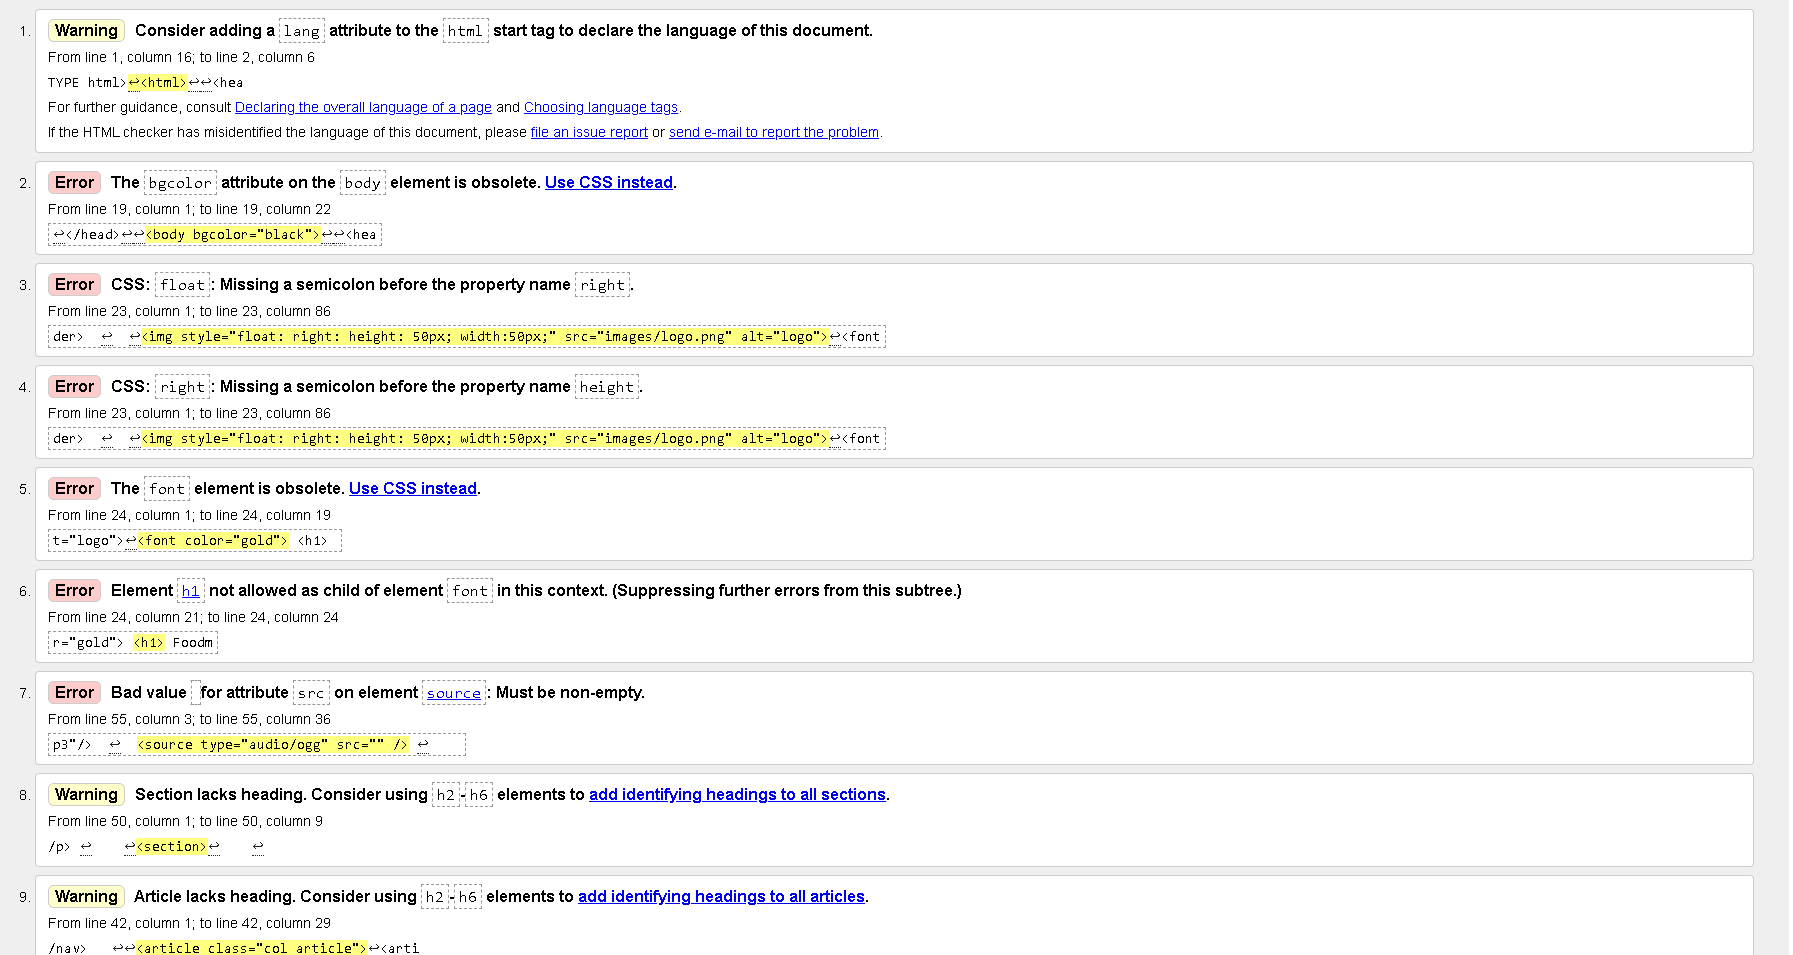 1. Warning Consider adding a lang attribute to the html start tag to declare the language of this document.
From line 1, column 16; to line 2, column 6
TYPE html>↩<html>↩↩<hea
For further guidance, consult Declaring the overall language of a page and Choosing language tags.
If the HTML checker has misidentified the language of this document, please file an issue report or send e-mail to report the problem.
2. Error The bgcolor attribute on the body element is obsolete. Use CSS instead.
From line 19, column 1; to line 19, column 22
↩</head>↩↩<body bgcolor="black">↩↩<hea
3. Error CSS: float: Missing a semicolon before the property name right.
From line 23, column 1; to line 23, column 86
der> ↩ ↩<img style="float: right: height: 50px; width:50px;" src="images/logo.png" alt="logo">↩<font
4. Error CSS: right: Missing a semicolon before the property name height.
From line 23, column 1; to line 23, column 86
der> ↩ ↩<img style="float: right: height: 50px; width:50px;" src="images/logo.png" alt="logo">↩<font
5. Error The font element is obsolete. Use CSS instead.
From line 24, column 1; to line 24, column 19
t="logo">↩<font color="gold"> <h1>
6. Error Element h1 not allowed as child of element font in this context. (Suppressing further errors from this subtree.)
From line 24, column 21; to line 24, column 24
r="gold"> <h1> Foodm
7. Error Bad value for attribute src on element source: Must be non-empty.
From line 55, column 3; to line 55, column 36
p3"/> ↩ <source type="audio/ogg" src="" /> ↩
8. Warning Section lacks heading. Consider using h2-h6 elements to add identifying headings to all sections.
From line 50, column 1; to line 50, column 9
/p> ↩ ↩<section>↩ ↩
9. Warning Article lacks heading. Consider using h2-h6 elements to add identifying headings to all articles.
From line 42, column 1; to line 42, column 29
/nav> ↩↩<article class="col article">↩<arti